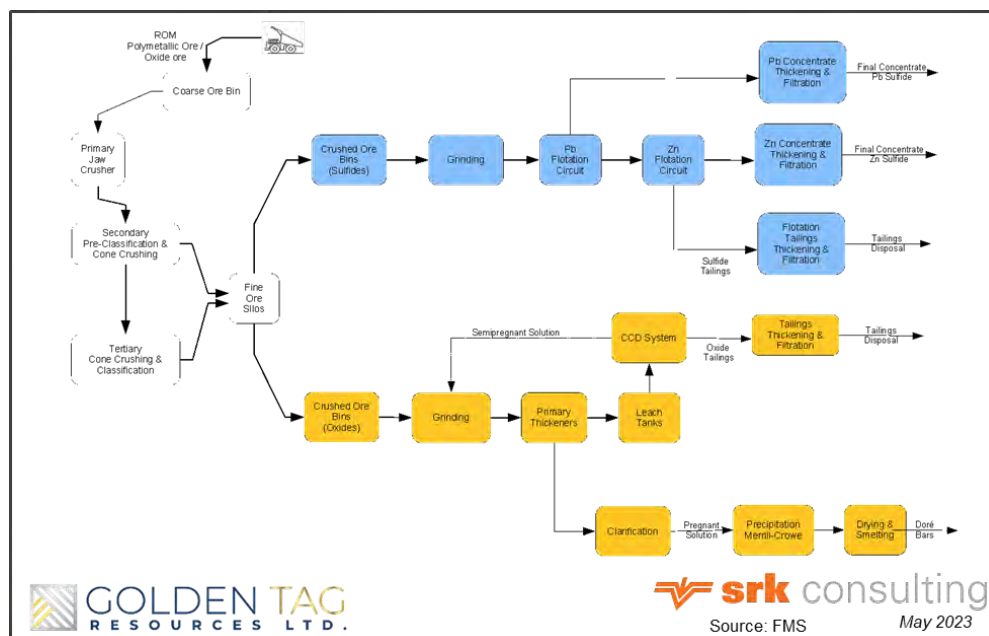 ROM
Polymetallic Ore /
Oxide ore
Coarse Ore Bin
Primary
Jaw
Crusher
Secondary
Pre-Classification &
Cone Crushing
Tertiary
Cone Crushing &
Classification
Fine
Ore
Silos
Crushed Ore
Bins
(Sulfides)
Grinding
Pb
Flotation
Circuit
Zn
Flotation
Circuit
Pb Concentrate
Thickening &
Filtration
Final Concentrate
Pb Sulfide
Zn Concentrate
Thickening &
Filtration
Final Concentrate
Zn Sulfide
Sulfide
Tailings
Flotation
Tailings
Thickening &
Filtration
Tailings
Disposal
Crushed Ore
Bins
(Oxides)
Grinding
Semipregnant Solution
Primary
Thickeners
Leach
Tanks
CCD System
Oxide
Tailings
Tailings
Thickening &
Filtration
Tailings
Disposal
Clarification
Pregnant
Solution
Precipitation
Merrill-Crowe
Drying &
Smelting
Doré
Bars
GOLDEN TAG
RESOURCES LTD.
srk consulting
Source: FMS
May 2023